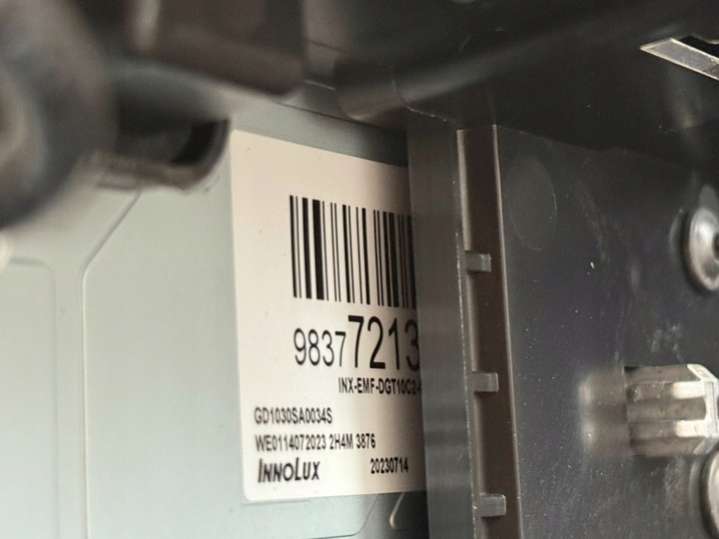 98377213
INX-EMF-DGT10C2-
GD1030SA0034S
WE0114072023 2H4M 3876
INNOLUX 20230714